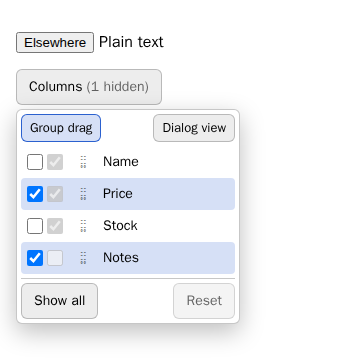 Elsewhere Plain text
Columns (1 hidden)
Group drag Dialog view
Name
Price
Stock
Notes
Show all Reset